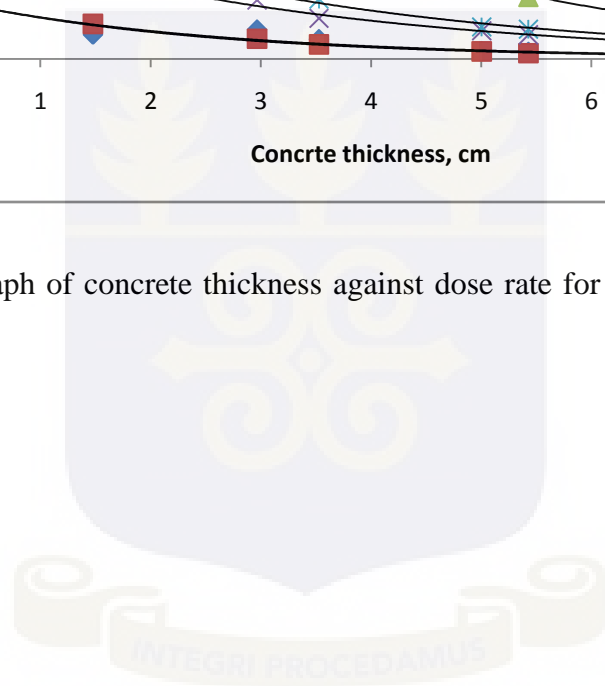 1 2 3 4 5 6
Concrte thickness, cm
aph of concrete thickness against dose rate for
INTEGRI PROCEDAMUS